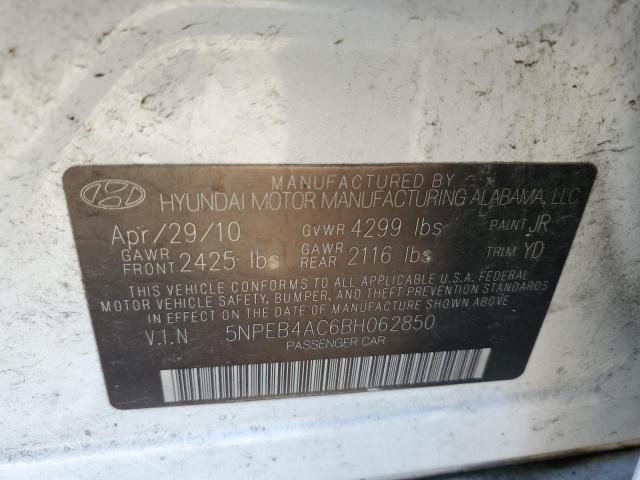 MANUFACTURED BY
HYUNDAI MOTOR MANUFACTURING ALABAMA, LLC
Apr/29/10 GVWR 4299 lbs PAINT JR
GAWR FRONT 2425 lbs GAWR REAR 2116 lbs TRIM YD
THIS VEHICLE CONFORMS TO ALL APPLICABLE U.S.A. FEDERAL
MOTOR VEHICLE SAFETY, BUMPER, AND THEFT PREVENTION STANDARDS
IN EFFECT ON THE DATE OF MANUFACTURE SHOWN ABOVE
V.I.N 5NPEB4AC6BH062850
PASSENGER CAR